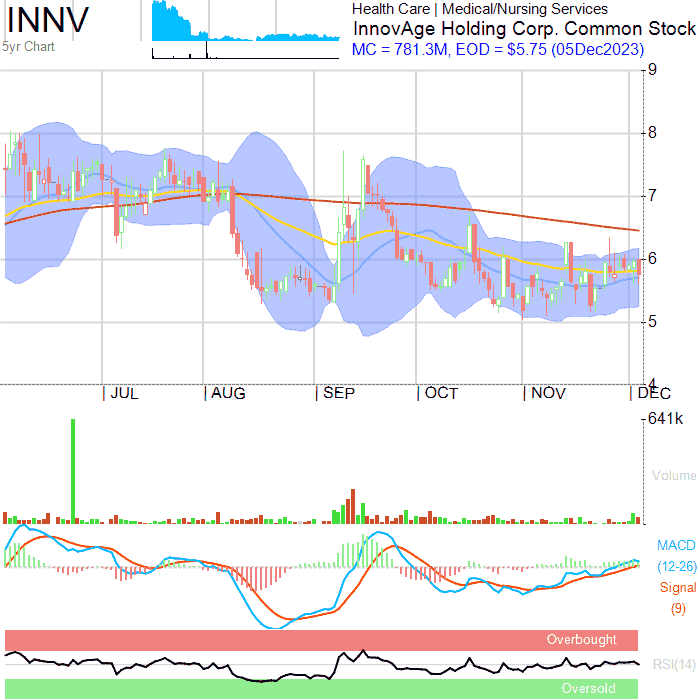 INNV
5yr Chart
Health Care | Medical/Nursing Services
InnovAge Holding Corp. Common Stock
MC = 781.3M, EOD = $5.75 (05Dec2023)
9
8
7
6
5
4
| JUL | AUG | SEP | OCT | NOV | DEC
641k
Volume
MACD
(12-26)
Signal
(9)
Overbought
RSI(14)
Oversold